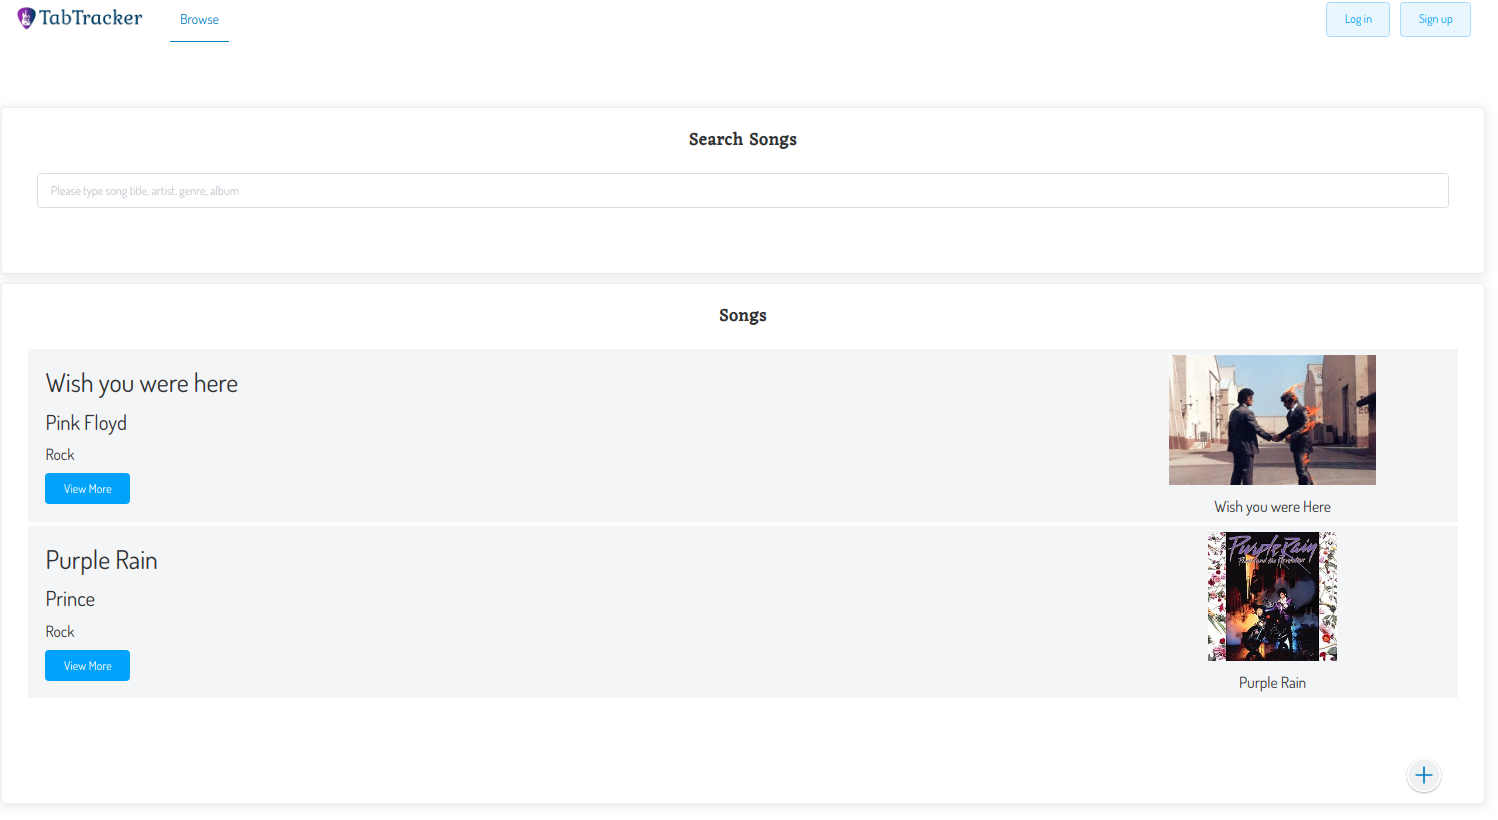 TabTracker
Browse
Log in
Sign up
Search Songs
Please type song title, artist, genre, album
Songs
Wish you were here
Pink Floyd
Rock
View More
Wish you were Here
Purple Rain
Prince
Rock
View More
Purple Rain
Prince and the Revolution
Purple Rain